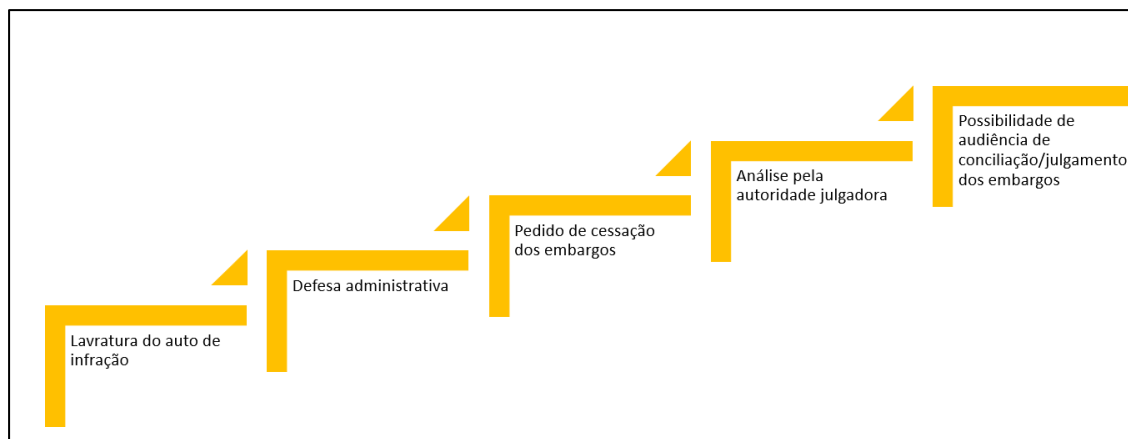 Lavratura do auto de
infração
Defesa administrativa
Pedido de cessação
dos embargos
Análise pela
autoridade julgadora
Possibilidade de
audiência de
conciliação/julgamento
dos embargos